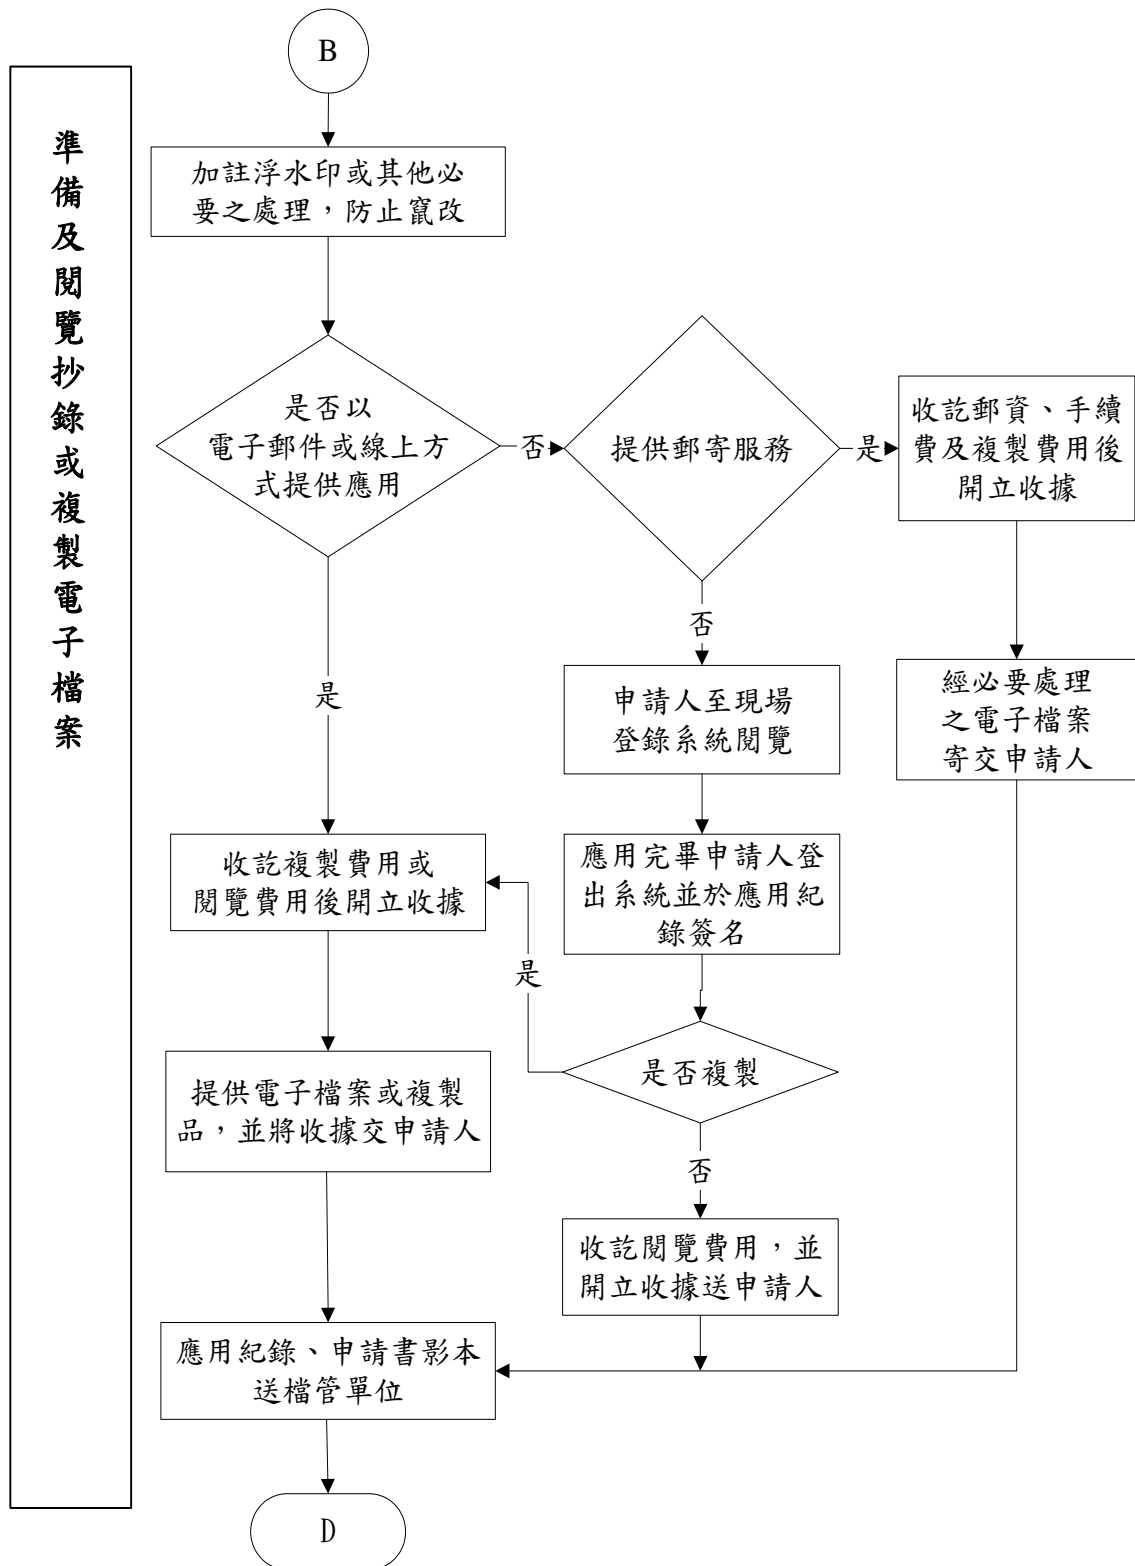 B
準備及閱覽抄錄或複製電子檔案
加註浮水印或其他必
要之處理，防止竄改
是否以
電子郵件或線上方
式提供應用
否
提供郵寄服務
是
收訖郵資、手續
費及複製費用後
開立收據
否
是
申請人至現場
登錄系統閱覽
經必要處理
之電子檔案
寄交申請人
收訖複製費用或
閱覽費用後開立收據
應用完畢申請人登
出系統並於應用紀
錄簽名
是
是否複製
提供電子檔案或複製
品，並將收據交申請人
否
收訖閱覽費用，並
開立收據送申請人
應用紀錄、申請書影本
送檔管單位
D